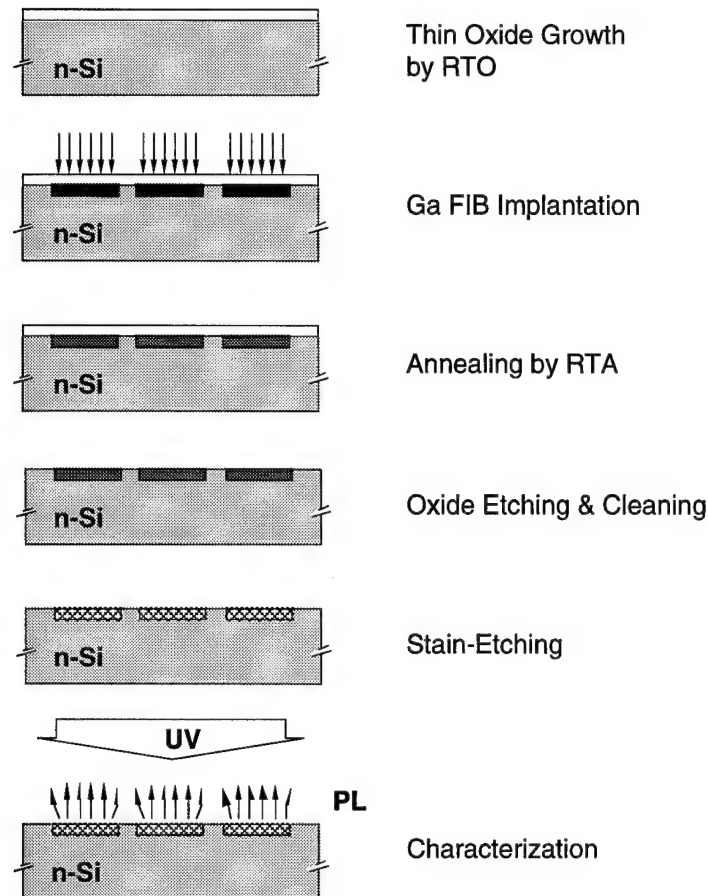 n-Si
Thin Oxide Growth
by RTO
n-Si
Ga FIB Implantation
n-Si
Annealing by RTA
n-Si
Oxide Etching & Cleaning
n-Si
Stain-Etching
UV
PL
n-Si
Characterization